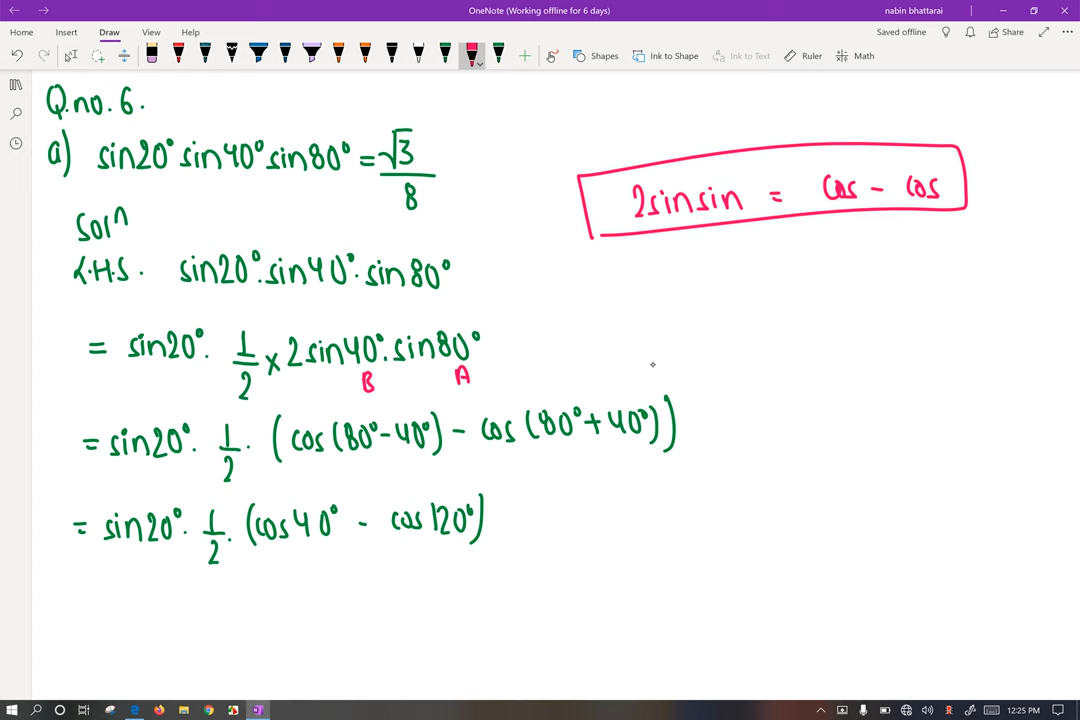 OneNote (Working offline for 6 days)
nabin bhattarai
Home Insert Draw View Help
Saved offline Share
Shapes Ink to Shape Ink to Text Ruler Math
Q.no. 6.
a) sin20° sin40° sin80° = √3/8
2sinsin = cos - cos
Solⁿ
L.H.S. sin20°.sin40°.sin80°
= sin20°. 1/2 × 2sin40°.sin80°
B A
= sin20°. 1/2 . (cos(80°-40°) - cos(80°+40°))
= sin20°. 1/2 . (cos40° - cos120°)
12:25 PM